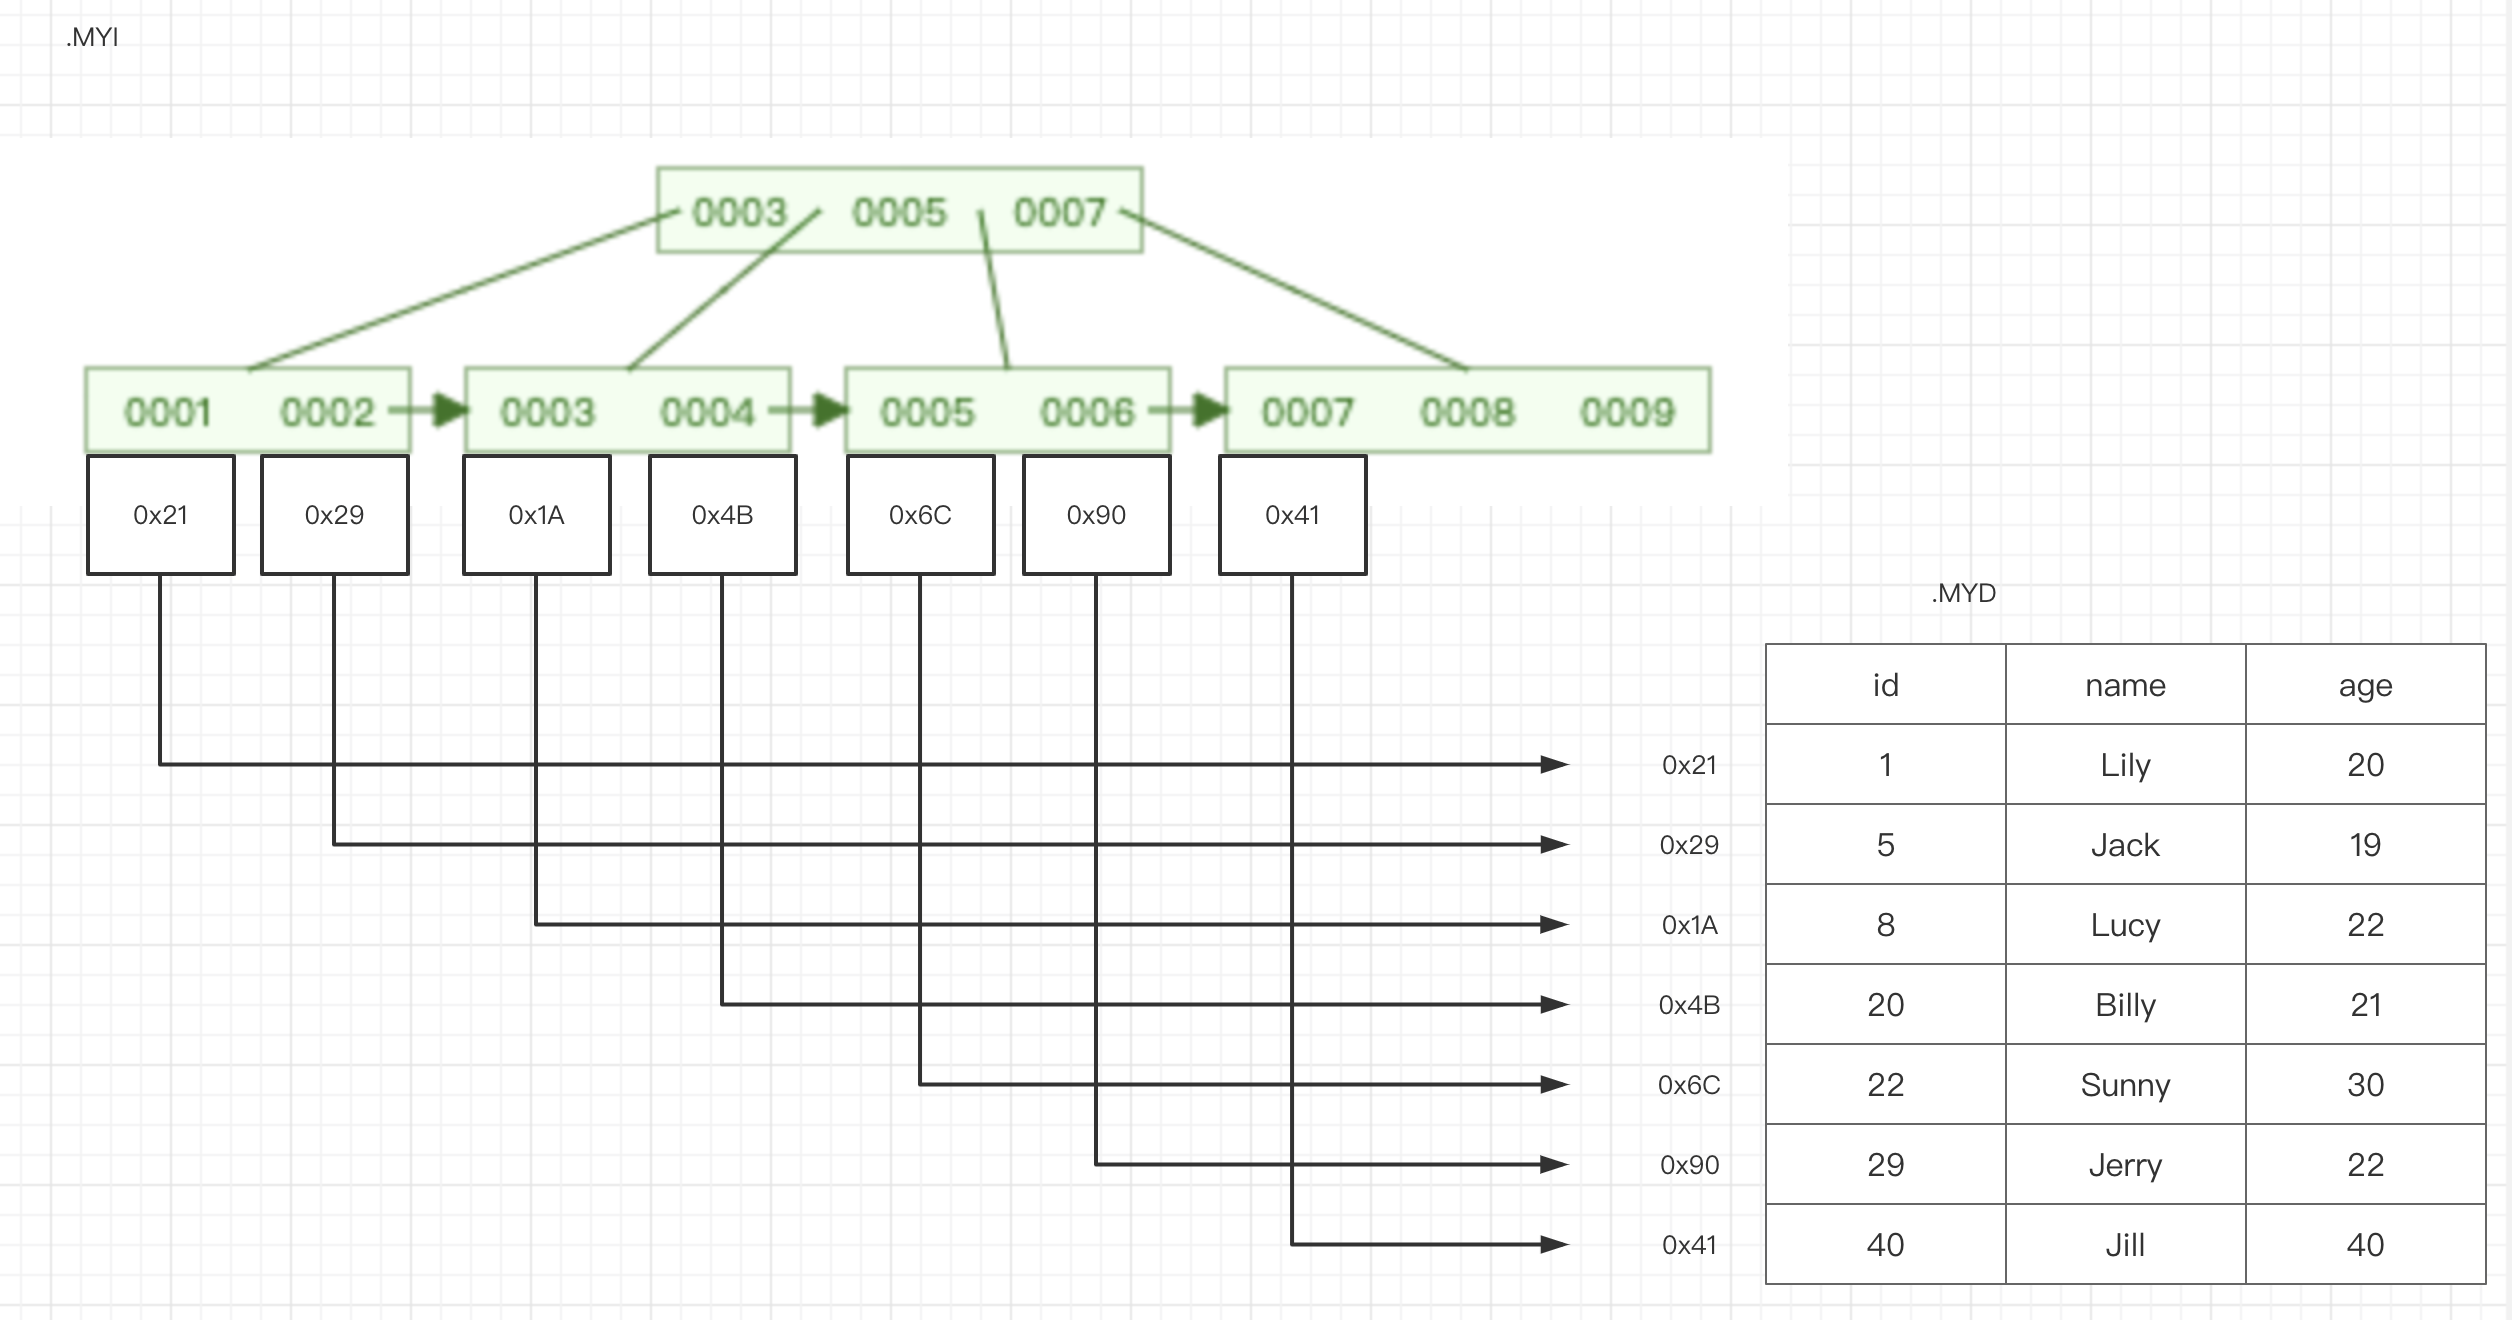 .MYI
0003 0005 0007
0001 0002 0003 0004 0005 0006 0007 0008 0009
0x21 0x29 0x1A 0x4B 0x6C 0x90 0x41
.MYD
id name age
0x21 1 Lily 20
0x29 5 Jack 19
0x1A 8 Lucy 22
0x4B 20 Billy 21
0x6C 22 Sunny 30
0x90 29 Jerry 22
0x41 40 Jill 40